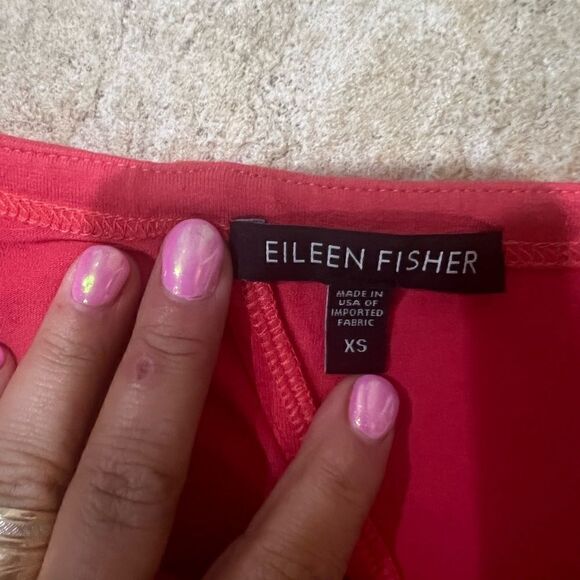 EILEEN FISHER
MADE IN
USA OF
IMPORTED
FABRIC
XS